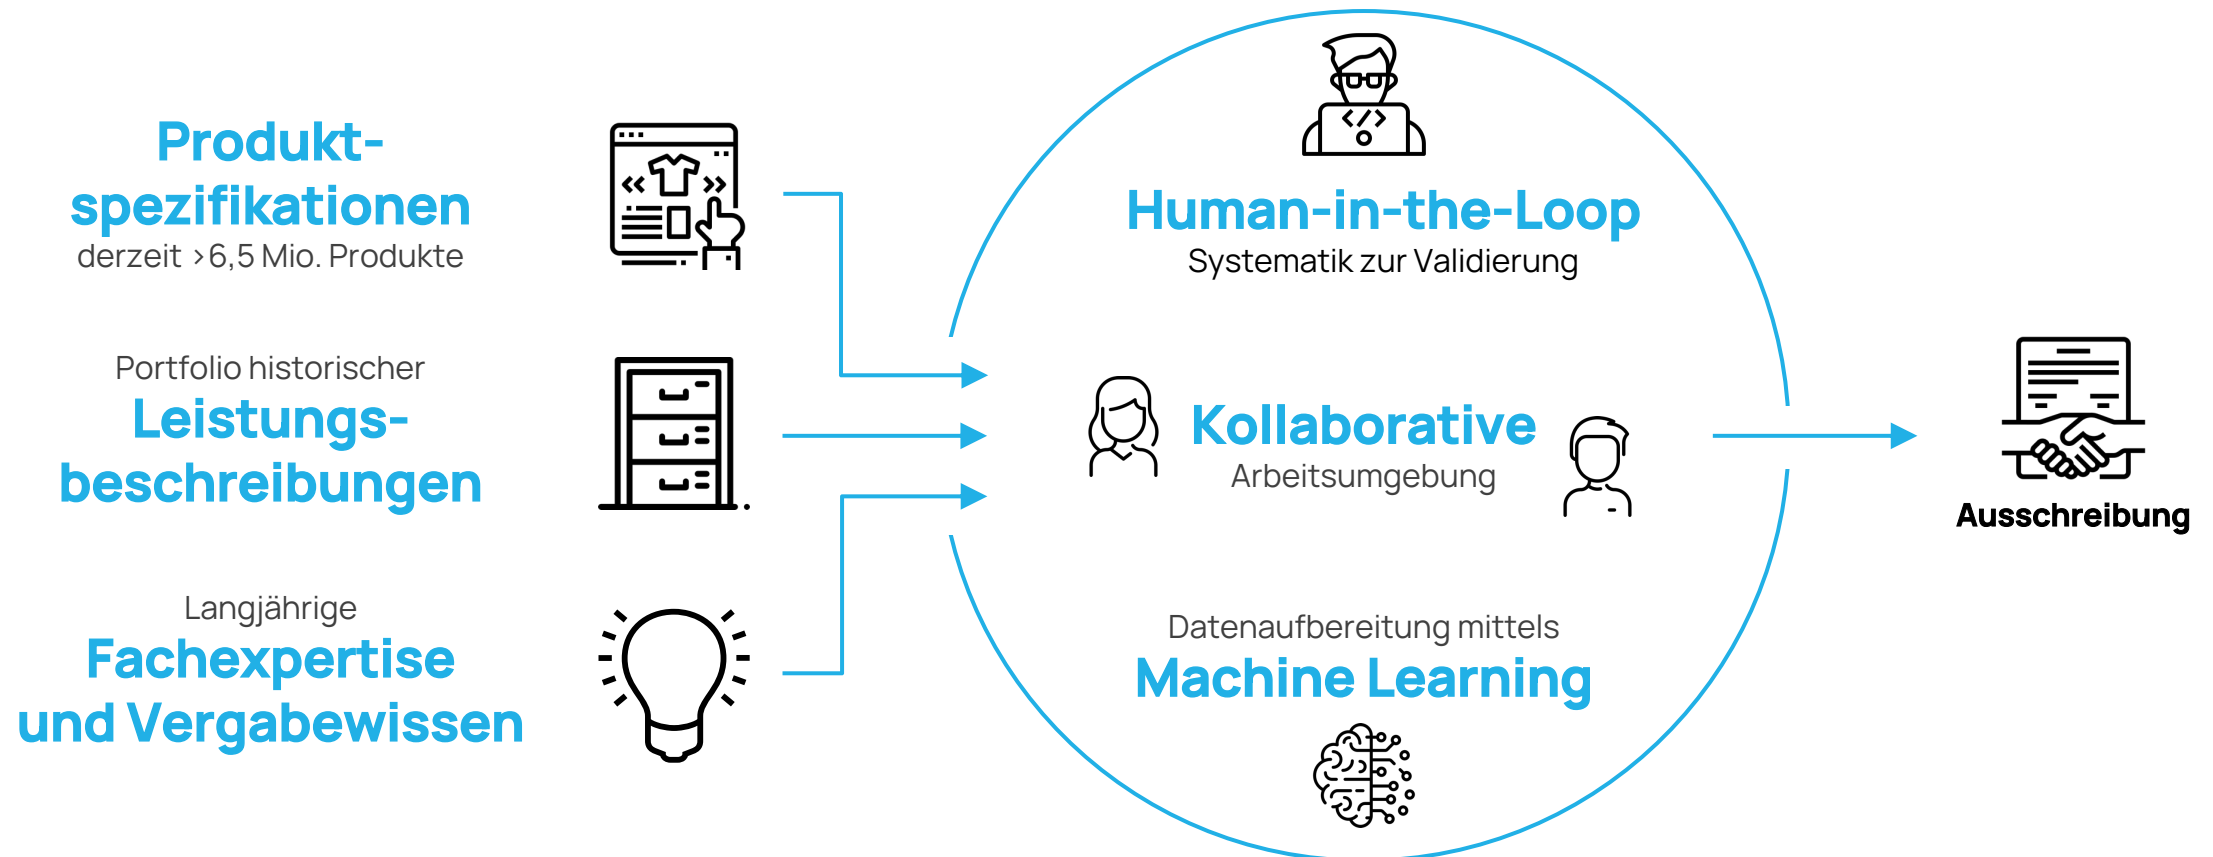 Produkt-
spezifikationen
derzeit >6,5 Mio. Produkte
Portfolio historischer
Leistungs-
beschreibungen
Langjährige
Fachexpertise
und Vergabewissen
Human-in-the-Loop
Systematik zur Validierung
Kollaborative
Arbeitsumgebung
Datenaufbereitung mittels
Machine Learning
Ausschreibung